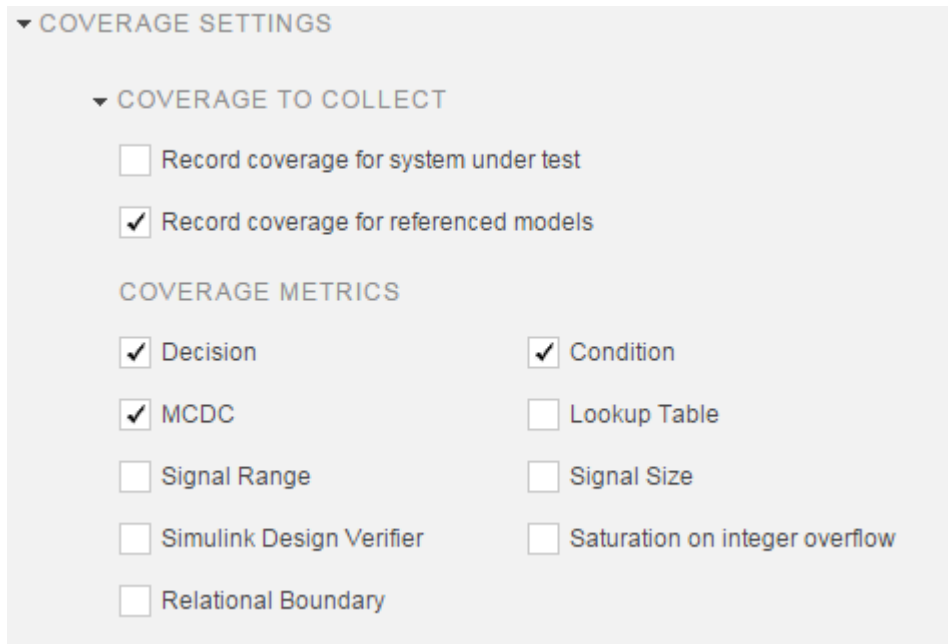 COVERAGE SETTINGS
COVERAGE TO COLLECT
Record coverage for system under test
Record coverage for referenced models
COVERAGE METRICS
Decision Condition
MCDC Lookup Table
Signal Range Signal Size
Simulink Design Verifier Saturation on integer overflow
Relational Boundary